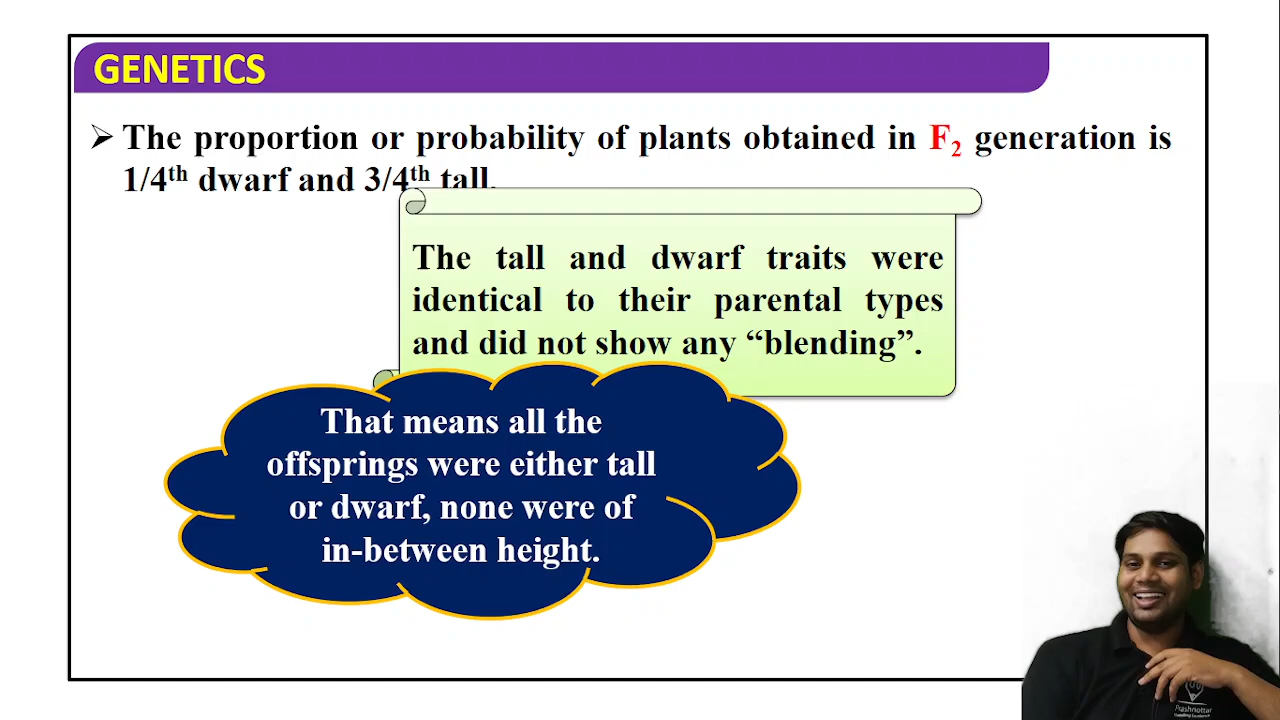 GENETICS
➢ The proportion or probability of plants obtained in F₂ generation is
1/4ᵗʰ dwarf and 3/4ᵗʰ tall.
The tall and dwarf traits were
identical to their parental types
and did not show any “blending”.
That means all the
offsprings were either tall
or dwarf, none were of
in-between height.
Prashnottar